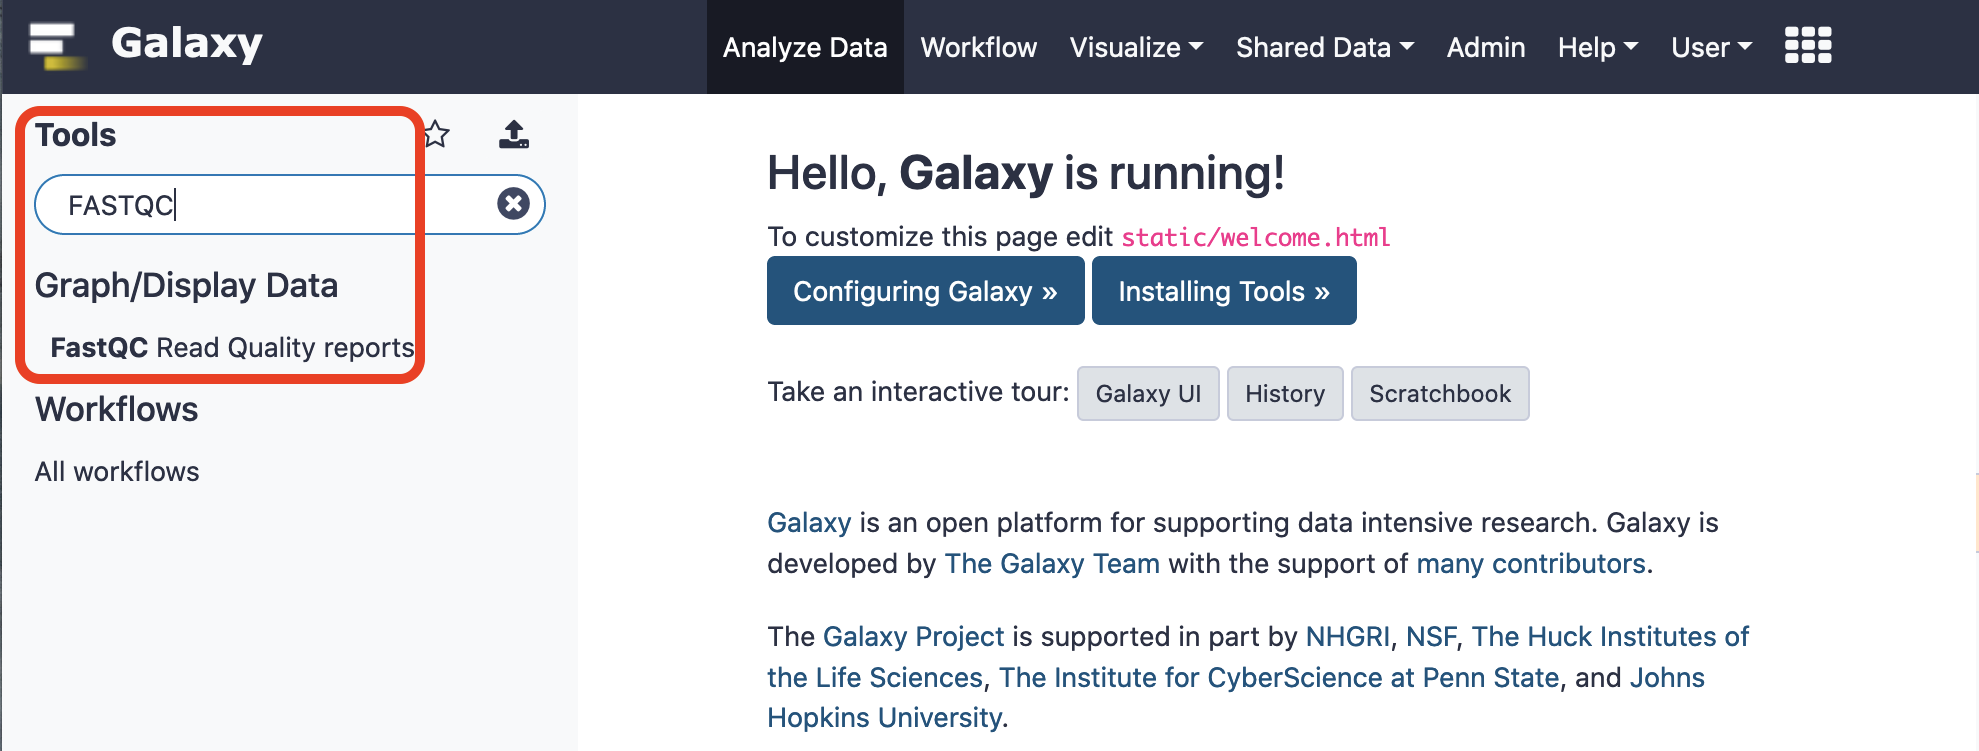 Galaxy
Analyze Data Workflow Visualize Shared Data Admin Help User
Tools
FASTQC
Graph/Display Data
FastQC Read Quality reports
Workflows
All workflows
Hello, Galaxy is running!
To customize this page edit static/welcome.html
Configuring Galaxy » Installing Tools »
Take an interactive tour: Galaxy UI History Scratchbook
Galaxy is an open platform for supporting data intensive research. Galaxy is
developed by The Galaxy Team with the support of many contributors.
The Galaxy Project is supported in part by NHGRI, NSF, The Huck Institutes of
the Life Sciences, The Institute for CyberScience at Penn State, and Johns
Hopkins University.